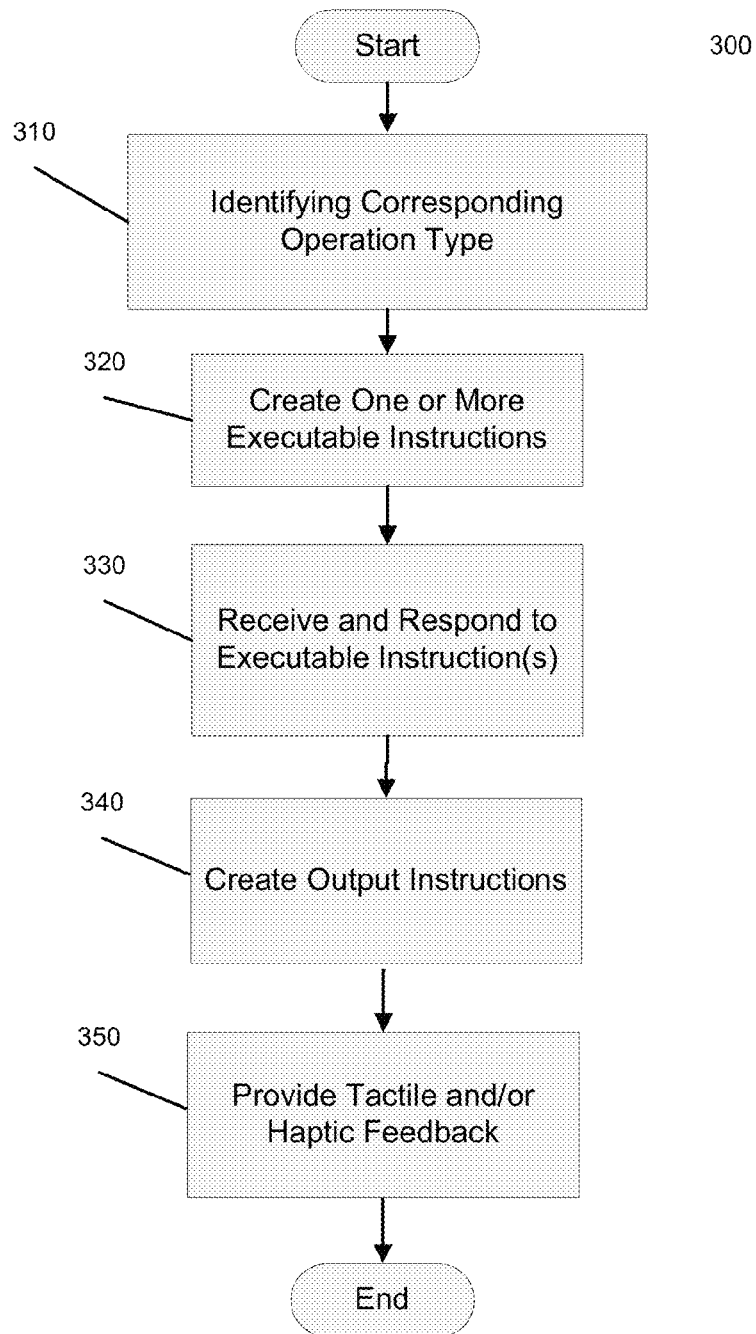 Start
300
310
Identifying Corresponding
Operation Type
320
Create One or More
Executable Instructions
330
Receive and Respond to
Executable Instruction(s)
340
Create Output Instructions
350
Provide Tactile and/or
Haptic Feedback
End